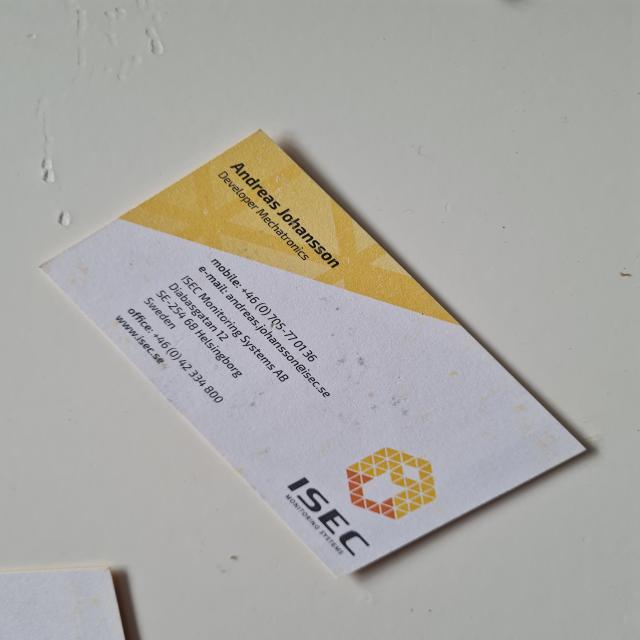 Andreas Johansson
Developer Mechatronics
mobile: +46 (0) 705-77 01 36
e-mail: andreas.johansson@isec.se
ISEC Monitoring Systems AB
Diabasgatan 12
SE-254 68 Helsingborg
Sweden
office: +46 (0) 42 334 800
www.isec.se
ISEC
MONITORING SYSTEMS